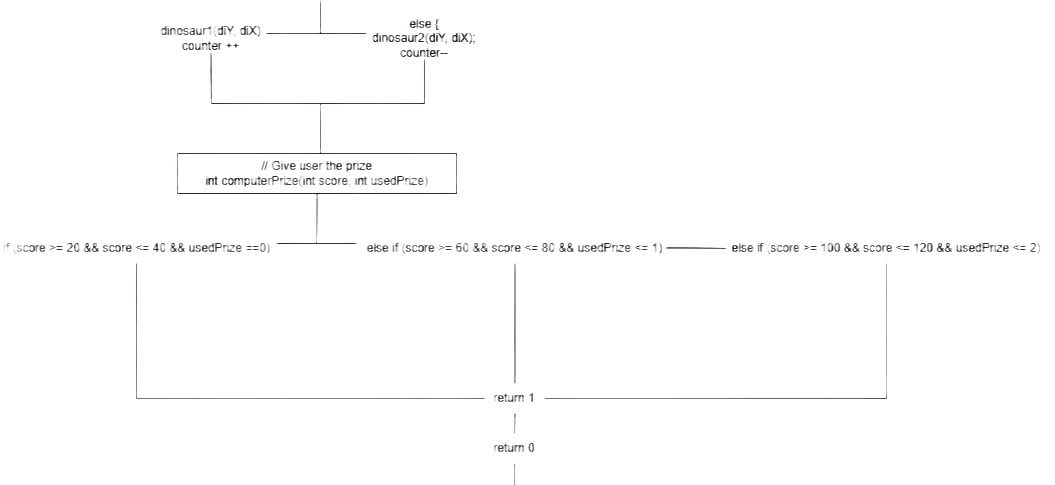 dinosaur1(diY, diX)
counter ++
else {
dinosaur2(diY, diX);
counter--
// Give user the prize
int computerPrize(int score, int usedPrize)
if (score >= 20 && score <= 40 && usedPrize ==0)
else if (score >= 60 && score <= 80 && usedPrize <= 1)
else if (score >= 100 && score <= 120 && usedPrize <= 2)
return 1
return 0